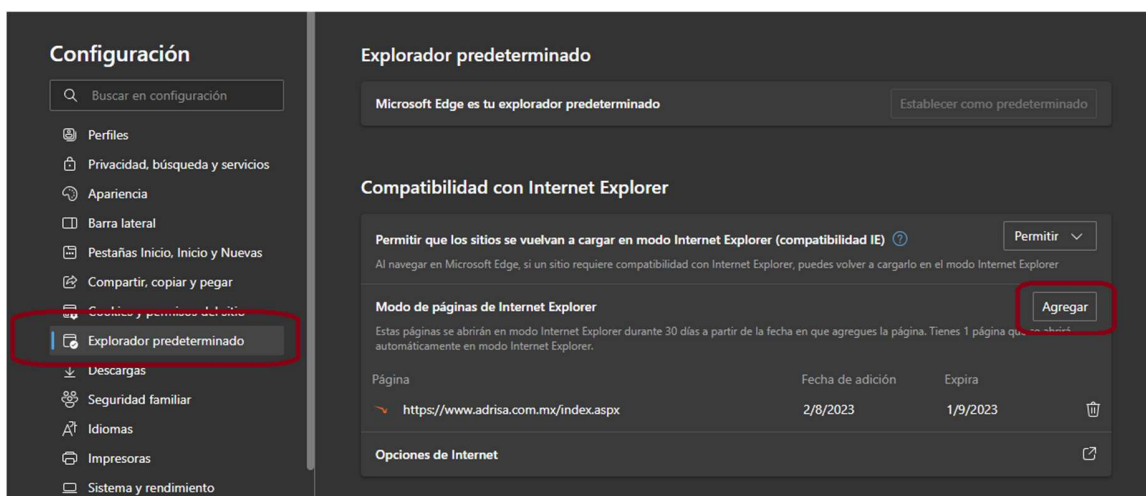 Configuración
Buscar en configuración
Perfiles
Privacidad, búsqueda y servicios
Apariencia
Barra lateral
Pestañas Inicio, Inicio y Nuevas
Compartir, copiar y pegar
Cookies y permisos del sitio
Explorador predeterminado
Descargas
Seguridad familiar
Idiomas
Impresoras
Sistema y rendimiento
Explorador predeterminado
Microsoft Edge es tu explorador predeterminado
Establecer como predeterminado
Compatibilidad con Internet Explorer
Permitir que los sitios se vuelvan a cargar en modo Internet Explorer (compatibilidad IE)
Permitir
Al navegar en Microsoft Edge, si un sitio requiere compatibilidad con Internet Explorer, puedes volver a cargarlo en el modo Internet Explorer
Modo de páginas de Internet Explorer
Agregar
Estas páginas se abrirán en modo Internet Explorer durante 30 días a partir de la fecha en que agregues la página. Tienes 1 página que se abrirá
automáticamente en modo Internet Explorer.
Página Fecha de adición Expira
https://www.adrisa.com.mx/index.aspx 2/8/2023 1/9/2023
Opciones de Internet